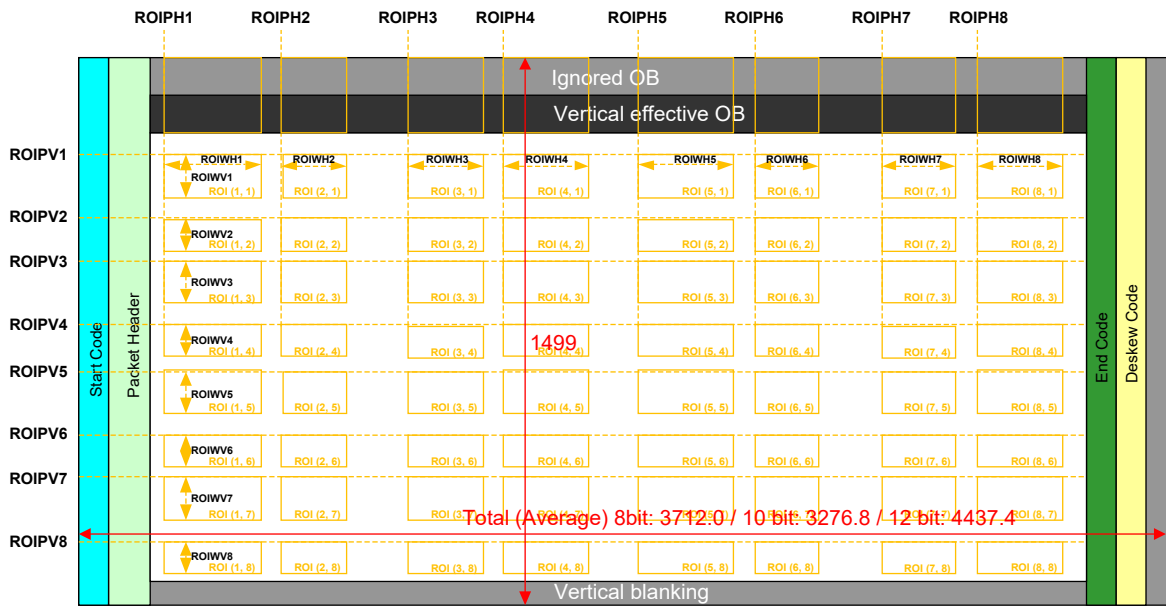 ROIPH1 ROIPH2 ROIPH3 ROIPH4 ROIPH5 ROIPH6 ROIPH7 ROIPH8
Ignored OB
Vertical effective OB
ROIPV1
ROIWH1 ROIWH2 ROIWH3 ROIWH4 ROIWH5 ROIWH6 ROIWH7 ROIWH8
ROIWV1
ROI (1, 1) ROI (2, 1) ROI (3, 1) ROI (4, 1) ROI (5, 1) ROI (6, 1) ROI (7, 1) ROI (8, 1)
ROIPV2
ROIWV2
ROI (1, 2) ROI (2, 2) ROI (3, 2) ROI (4, 2) ROI (5, 2) ROI (6, 2) ROI (7, 2) ROI (8, 2)
ROIPV3
ROIWV3
ROI (1, 3) ROI (2, 3) ROI (3, 3) ROI (4, 3) ROI (5, 3) ROI (6, 3) ROI (7, 3) ROI (8, 3)
ROIPV4
ROIWV4
1499
ROI (1, 4) ROI (2, 4) ROI (3, 4) ROI (4, 4) ROI (5, 4) ROI (6, 4) ROI (7, 4) ROI (8, 4)
Start Code
Packet Header
End Code
Deskew Code
ROIPV5
ROIWV5
ROI (1, 5) ROI (2, 5) ROI (3, 5) ROI (4, 5) ROI (5, 5) ROI (6, 5) ROI (7, 5) ROI (8, 5)
ROIPV6
ROIWV6
ROI (1, 6) ROI (2, 6) ROI (3, 6) ROI (4, 6) ROI (5, 6) ROI (6, 6) ROI (7, 6) ROI (8, 6)
ROIPV7
ROIWV7
ROI (1, 7) ROI (2, 7) ROI (8, 7)
Total (Average) 8bit: 3712.0 / 10 bit: 3276.8 / 12 bit: 4437.4
ROIPV8
ROIWV8
ROI (1, 8) ROI (2, 8) ROI (3, 8) ROI (4, 8) ROI (5, 8) ROI (6, 8) ROI (7, 8) ROI (8, 8)
Vertical blanking